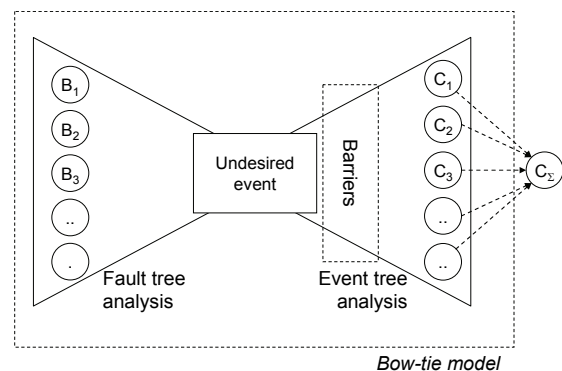 B1
B2
B3
..
.
Fault tree
analysis
Undesired
event
Barriers
Event tree
analysis
C1
C2
C3
..
..
CΣ
Bow-tie model